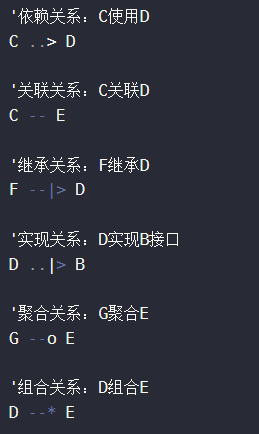 '依赖关系：C使用D
C ..> D
'关联关系：C关联D
C -- E
'继承关系：F继承D
F --|> D
'实现关系：D实现B接口
D ..|> B
'聚合关系：G聚合E
G --o E
'组合关系：D组合E
D --* E